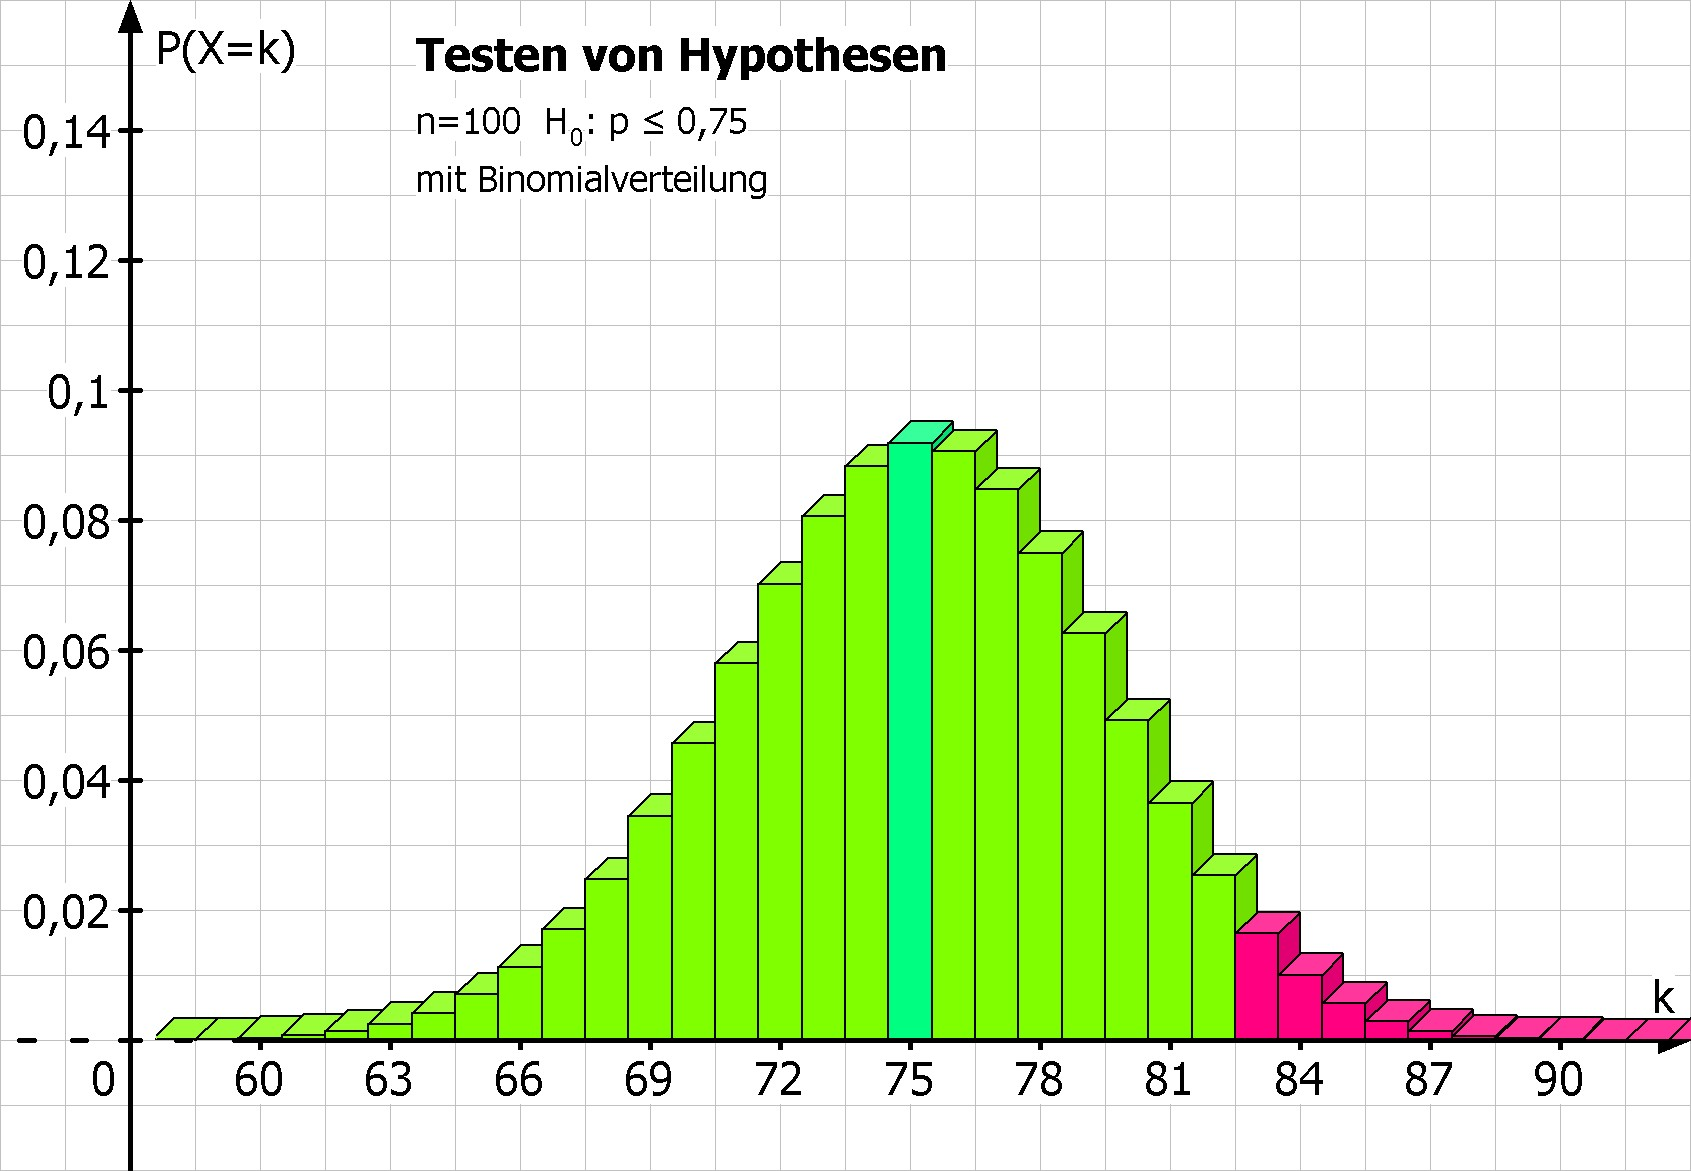 P(X=k)
Testen von Hypothesen
n=100 H₀: p ≤ 0,75
mit Binomialverteilung
0,14
0,12
0,1
0,08
0,06
0,04
0,02
k
0 60 63 66 69 72 75 78 81 84 87 90